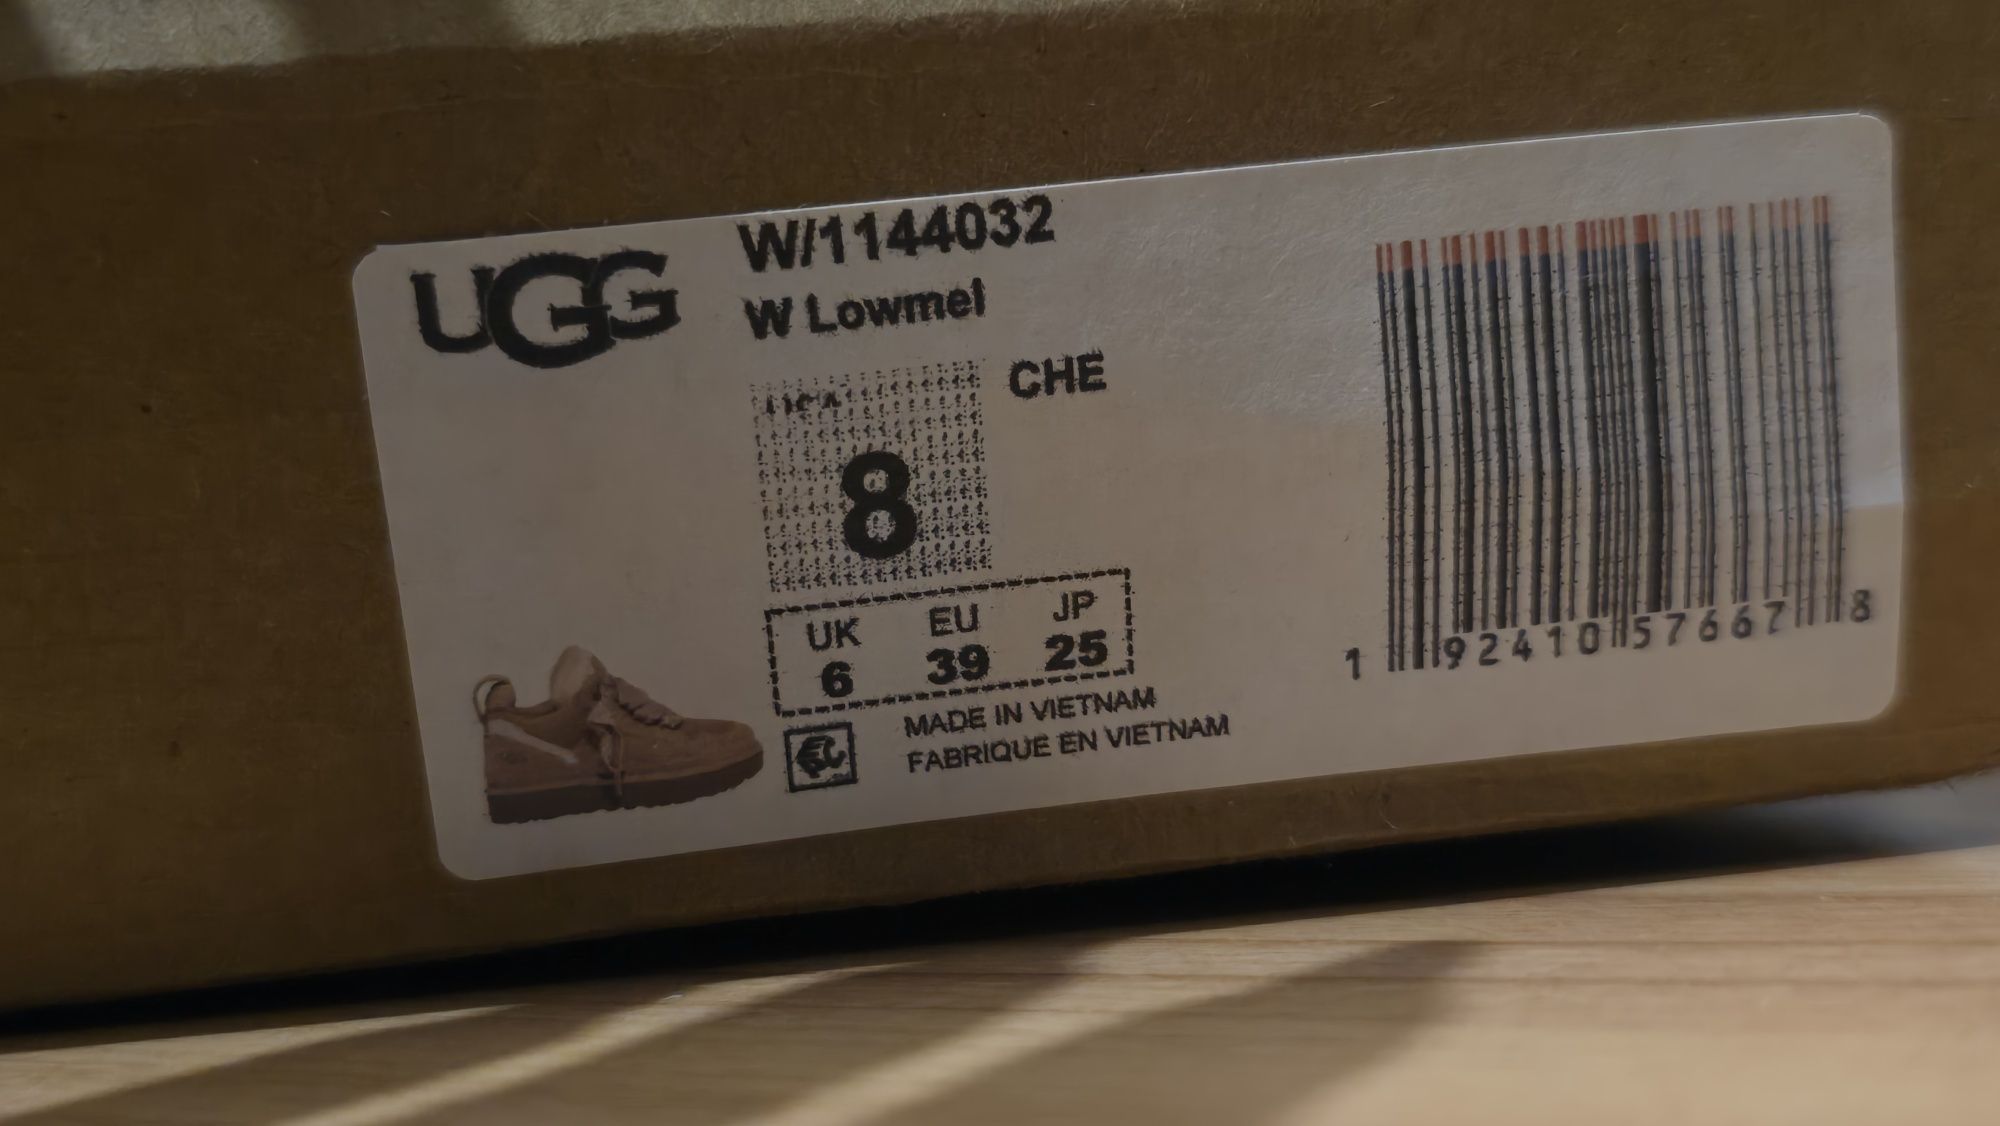 UGG
W/1144032
W Lowmel
CHE
8
UK EU JP
6 39 25
MADE IN VIETNAM
FABRIQUE EN VIETNAM
1 92410 57667 8